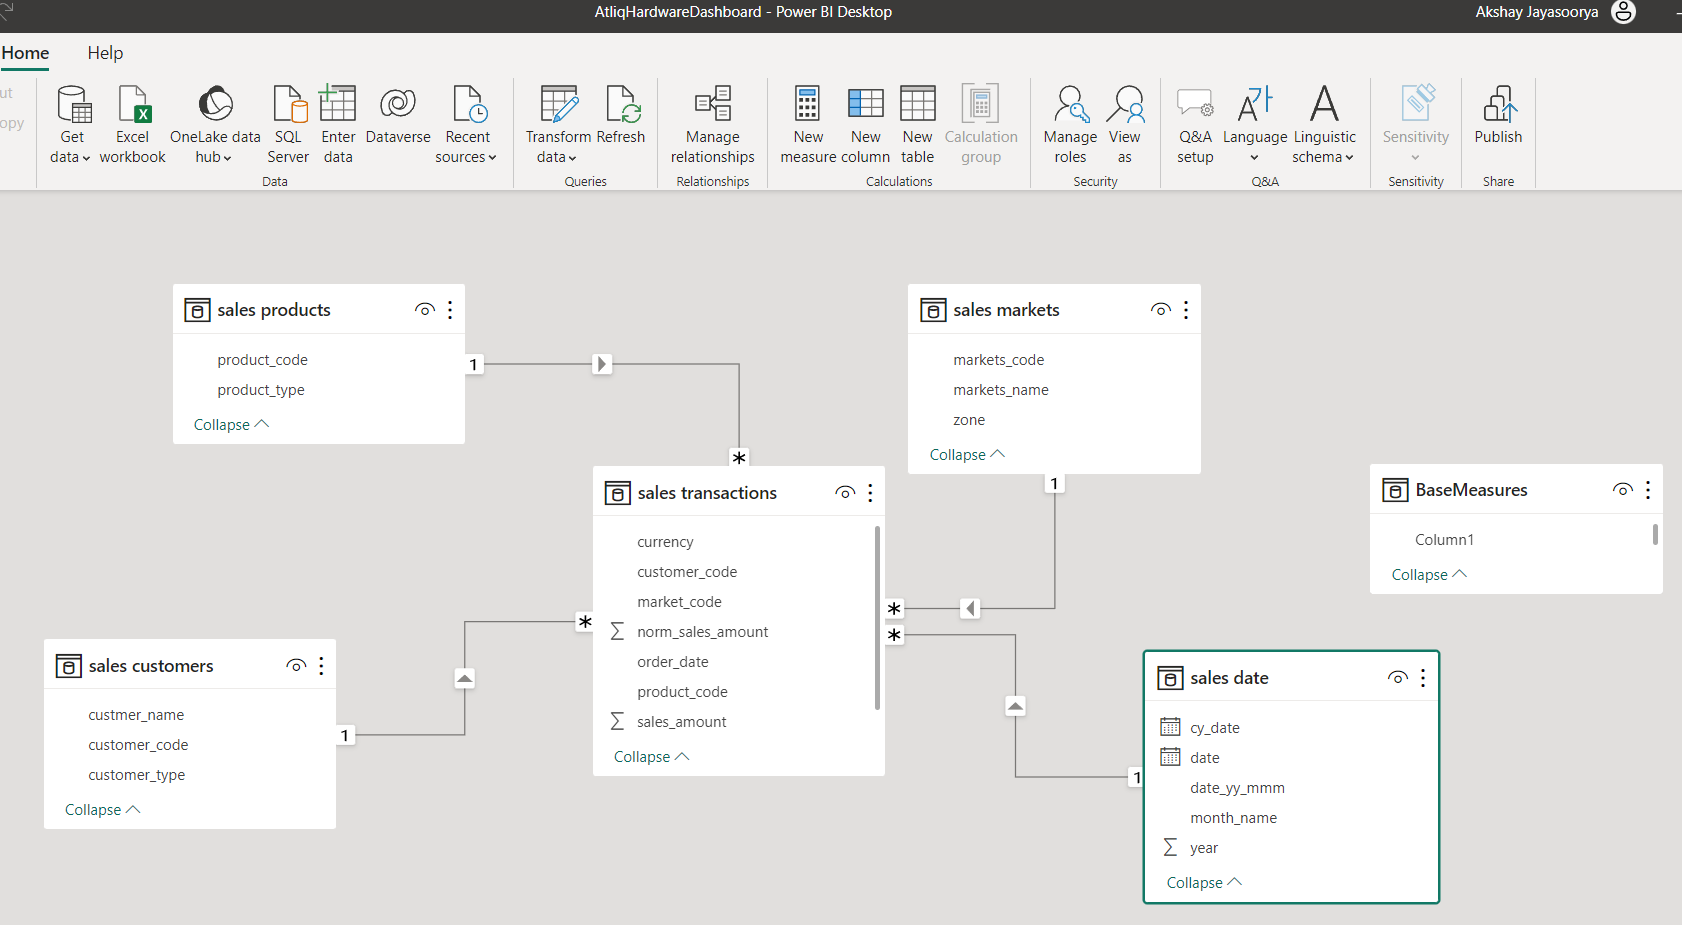 AtliqHardwareDashboard - Power BI Desktop
Akshay Jayasoorya
Home
Help
ut
opy
Get data
Excel workbook
OneLake data hub
SQL Server
Enter data
Dataverse
Recent sources
Data
Transform data
Refresh
Queries
Manage relationships
Relationships
New measure
New column
New table
Calculation group
Calculations
Manage roles
View as
Security
Q&A setup
Language
Linguistic schema
Q&A
Sensitivity
Sensitivity
Publish
Share
sales products
product_code
product_type
Collapse
1
*
sales markets
markets_code
markets_name
zone
Collapse
1
*
sales transactions
currency
customer_code
market_code
norm_sales_amount
order_date
product_code
sales_amount
Collapse
BaseMeasures
Column1
Collapse
sales customers
custmer_name
customer_code
customer_type
Collapse
1
*
sales date
cy_date
date
date_yy_mmm
month_name
year
Collapse
1
*